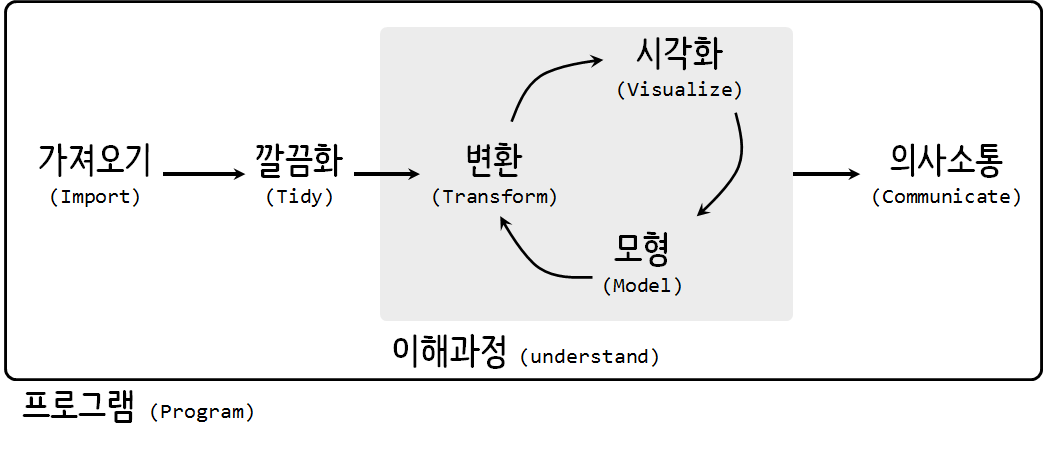 시각화
(Visualize)
가져오기
(Import)
깔끔화
(Tidy)
변환
(Transform)
의사소통
(Communicate)
모형
(Model)
이해과정 (understand)
프로그램 (Program)